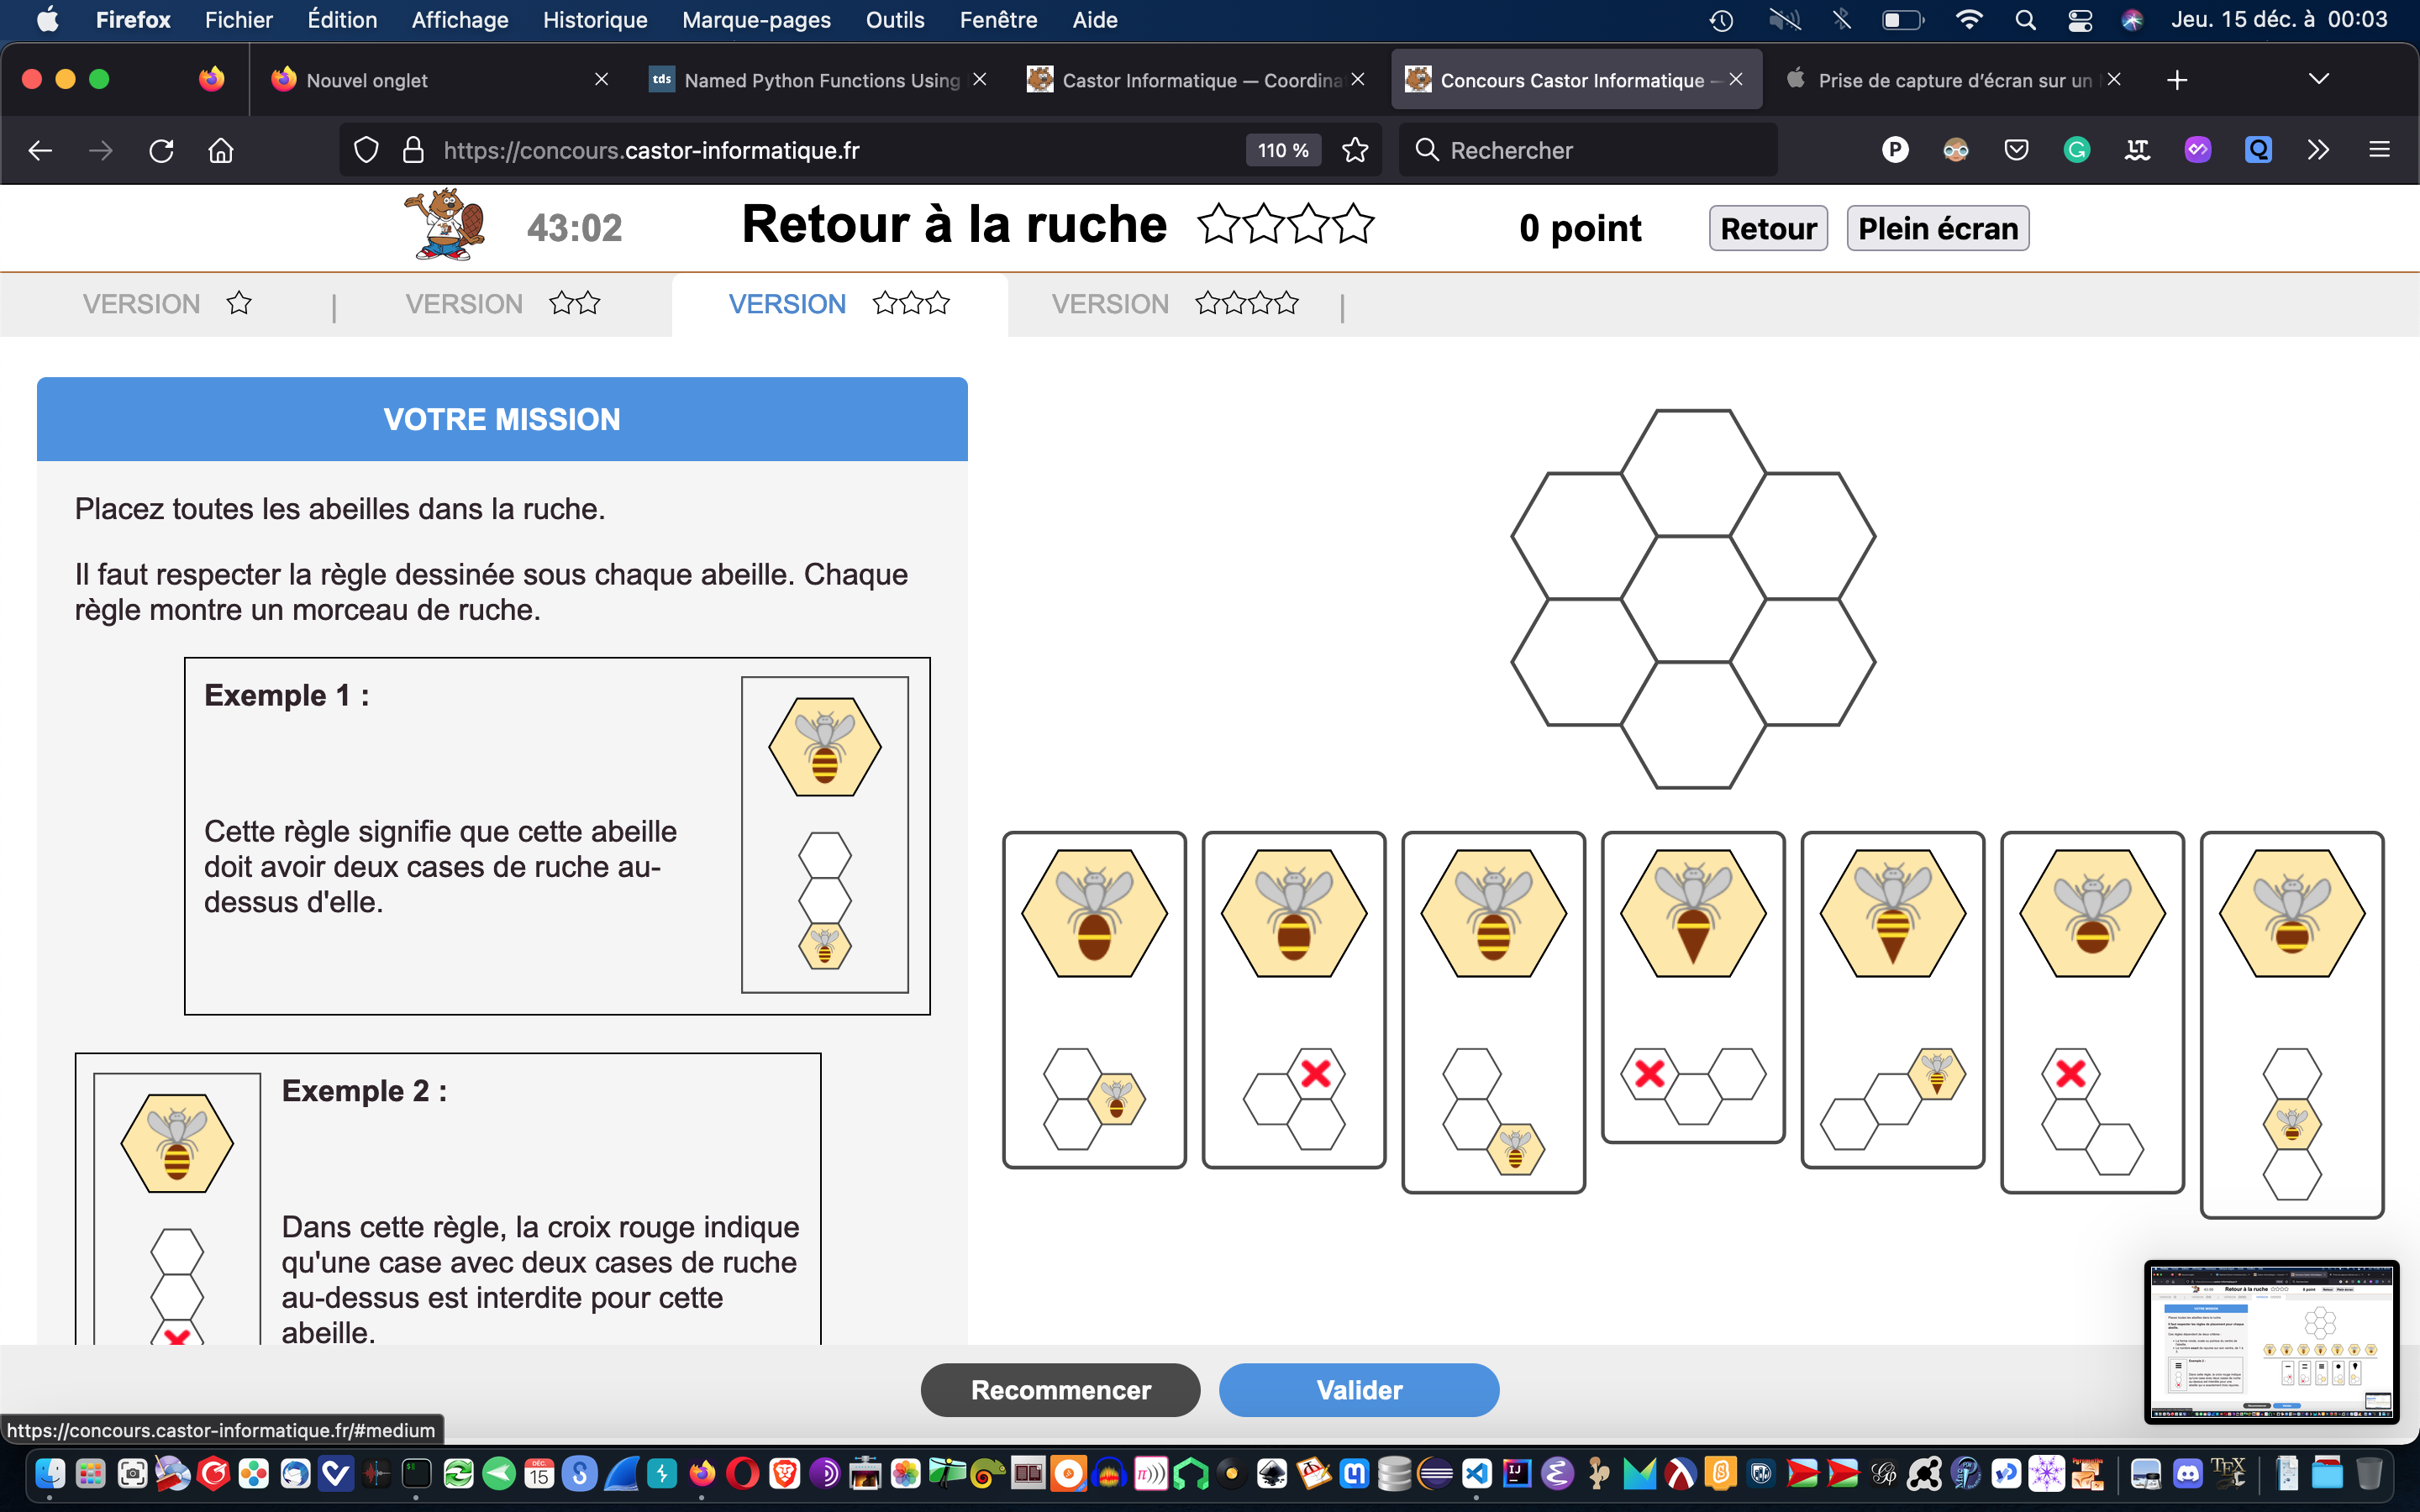 Firefox Fichier Édition Affichage Historique Marque-pages Outils Fenêtre Aide Jeu. 15 déc. à 00:03
Nouvel onglet
tds Named Python Functions Using
Castor Informatique — Coordina
Concours Castor Informatique —
Prise de capture d’écran sur un
https://concours.castor-informatique.fr 110 % Rechercher
43:02 Retour à la ruche 0 point Retour Plein écran
VERSION | VERSION VERSION VERSION |
VOTRE MISSION
Placez toutes les abeilles dans la ruche.
Il faut respecter la règle dessinée sous chaque abeille. Chaque
règle montre un morceau de ruche.
Exemple 1 :
Cette règle signifie que cette abeille
doit avoir deux cases de ruche au-
dessus d'elle.
Exemple 2 :
Dans cette règle, la croix rouge indique
qu'une case avec deux cases de ruche
au-dessus est interdite pour cette
abeille.
Recommencer Valider
https://concours.castor-informatique.fr/#medium